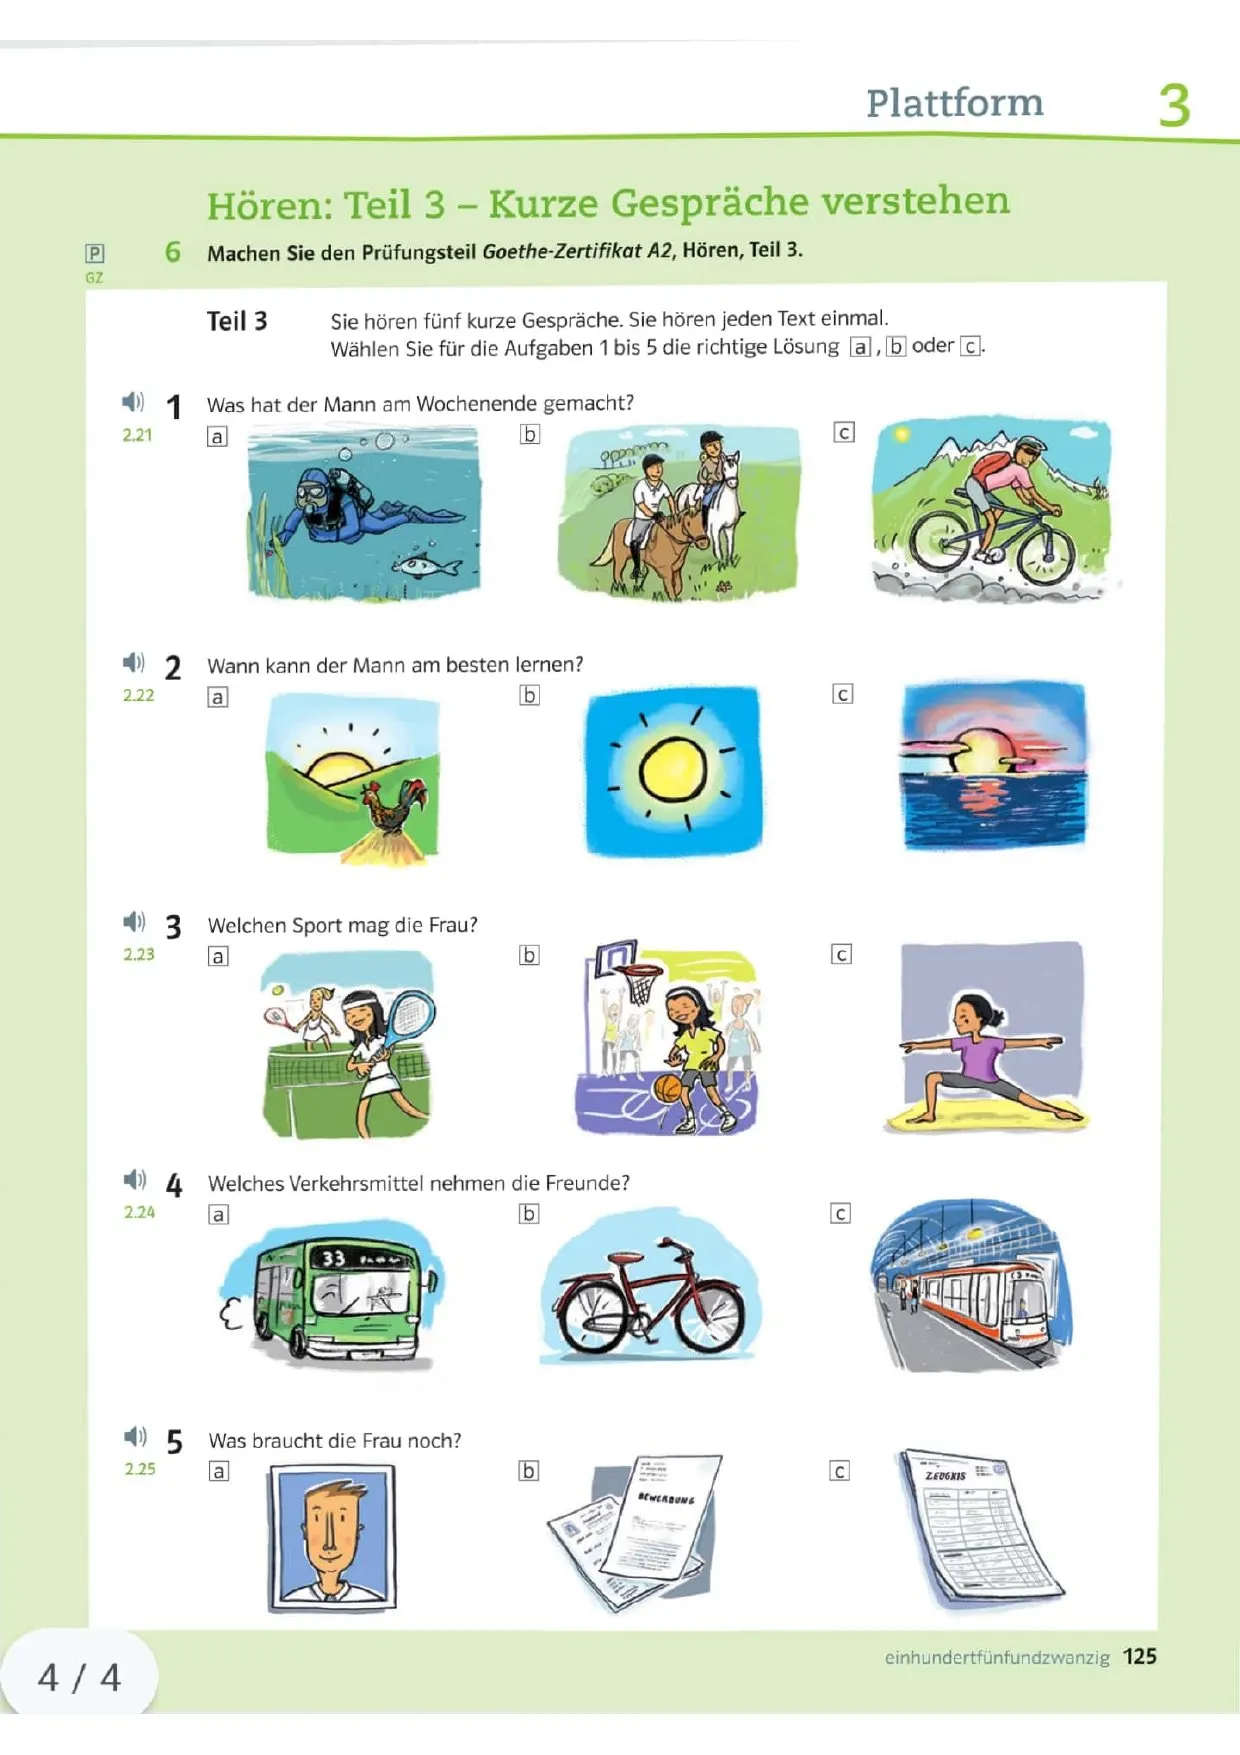 Plattform 3
Hören: Teil 3 – Kurze Gespräche verstehen
P
GZ
6 Machen Sie den Prüfungsteil Goethe-Zertifikat A2, Hören, Teil 3.
Teil 3 Sie hören fünf kurze Gespräche. Sie hören jeden Text einmal.
Wählen Sie für die Aufgaben 1 bis 5 die richtige Lösung a, b oder c.
1 Was hat der Mann am Wochenende gemacht?
2.21 a b c
2 Wann kann der Mann am besten lernen?
2.22 a b c
3 Welchen Sport mag die Frau?
2.23 a b c
4 Welches Verkehrsmittel nehmen die Freunde?
2.24 a b c
33
5 Was braucht die Frau noch?
2.25 a b c
BEWERBUNG
ZEUGNIS
einhundertfünfundzwanzig 125
4 / 4